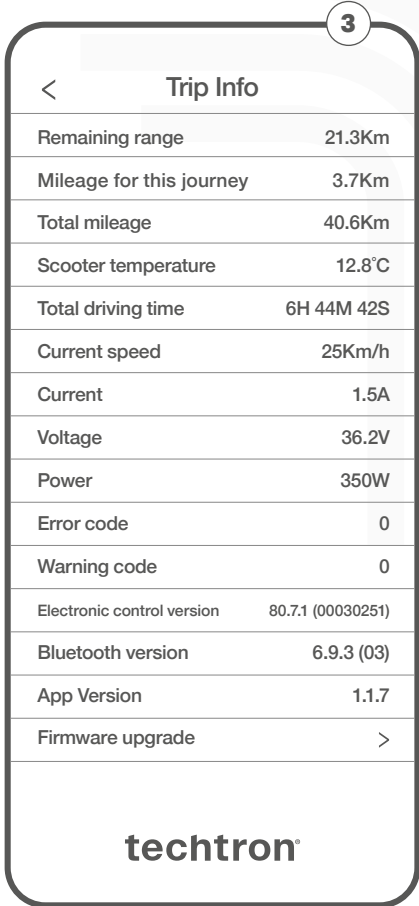 3
< Trip Info
Remaining range 21.3Km
Mileage for this journey 3.7Km
Total mileage 40.6Km
Scooter temperature 12.8°C
Total driving time 6H 44M 42S
Current speed 25Km/h
Current 1.5A
Voltage 36.2V
Power 350W
Error code 0
Warning code 0
Electronic control version 80.7.1 (00030251)
Bluetooth version 6.9.3 (03)
App Version 1.1.7
Firmware upgrade >
techtron®